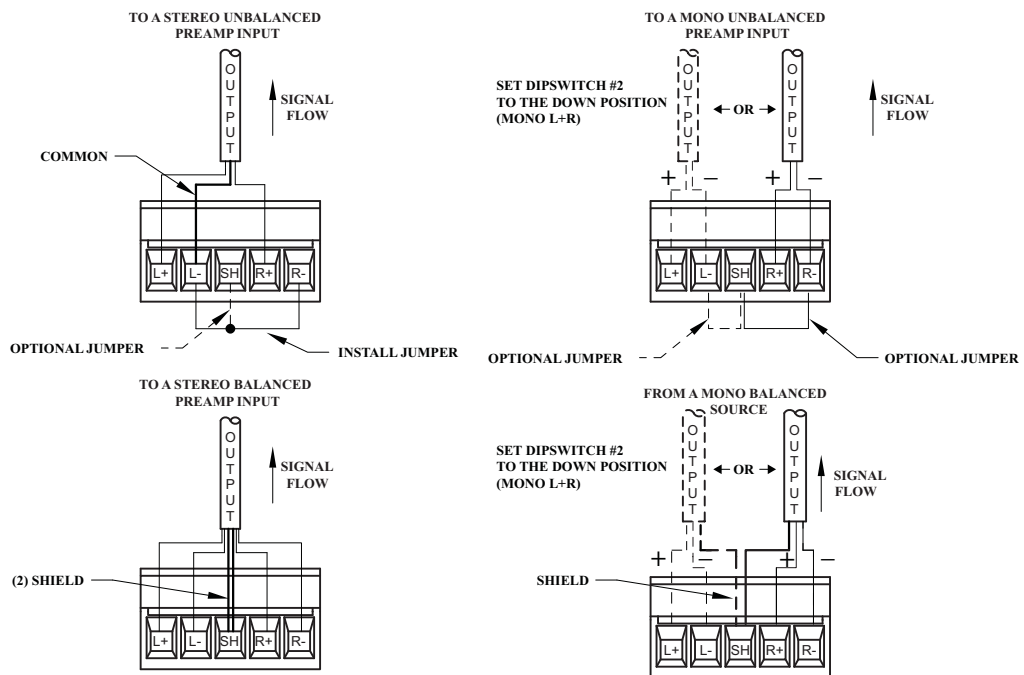 TO A STEREO UNBALANCED
PREAMP INPUT
OUTPUT
SIGNAL
FLOW
COMMON
L+ L- SH R+ R-
OPTIONAL JUMPER
INSTALL JUMPER
TO A MONO UNBALANCED
PREAMP INPUT
SET DIPSWITCH #2
TO THE DOWN POSITION
(MONO L+R)
OUTPUT
OR
OUTPUT
SIGNAL
FLOW
+ − + −
L+ L- SH R+ R-
OPTIONAL JUMPER
OPTIONAL JUMPER
TO A STEREO BALANCED
PREAMP INPUT
OUTPUT
SIGNAL
FLOW
(2) SHIELD
L+ L- SH R+ R-
FROM A MONO BALANCED
SOURCE
SET DIPSWITCH #2
TO THE DOWN POSITION
(MONO L+R)
OUTPUT
OR
OUTPUT
SIGNAL
FLOW
+ − + −
SHIELD
L+ L- SH R+ R-